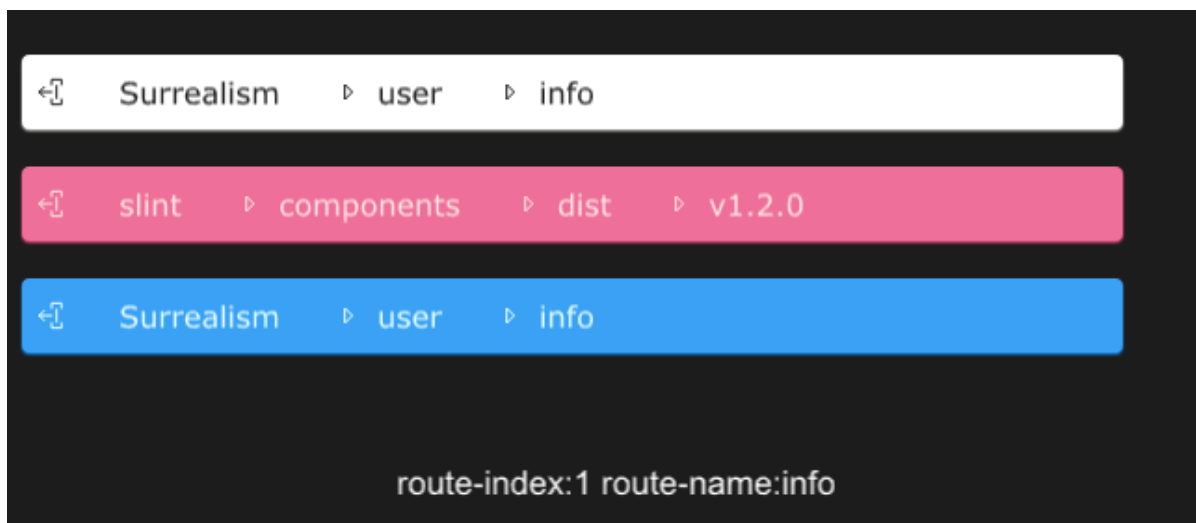 Surrealism user info
slint components dist v1.2.0
Surrealism user info
route-index:1 route-name:info